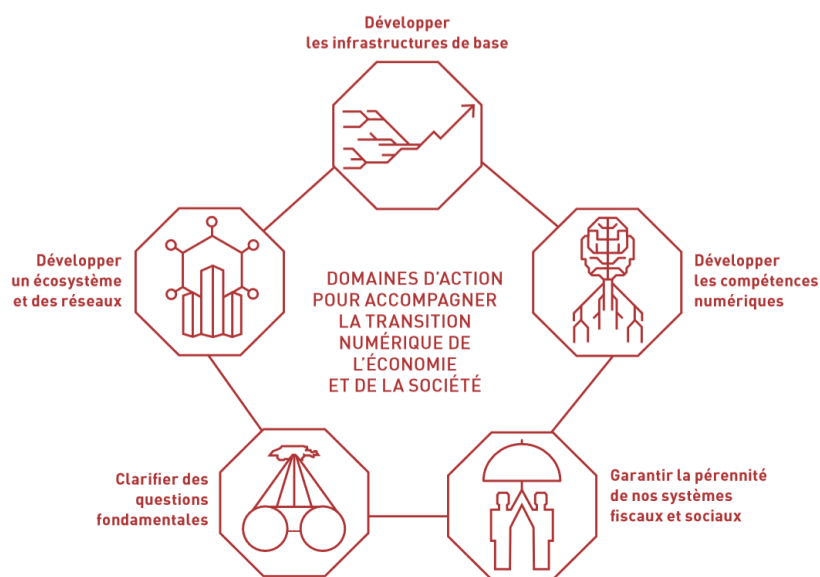 Développer
les infrastructures de base
Développer
un écosystème
et des réseaux
DOMAINES D'ACTION
POUR ACCOMPAGNER
LA TRANSITION
NUMÉRIQUE DE
L'ÉCONOMIE
ET DE LA SOCIÉTÉ
Développer
les compétences
numériques
Clarifier des
questions
fondamentales
Garantir la pérennité
de nos systèmes
fiscaux et sociaux